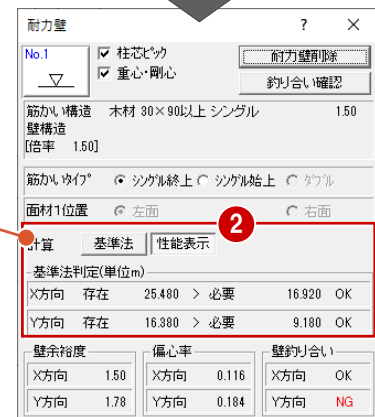 耐力壁 ? ×
No.1 柱芯ﾋﾟｯｸ 耐力壁削除
重心・剛心 釣り合い確認
筋かい構造 木材 30×90以上 シングル 1.50
壁構造
[倍率 1.50]
筋かいﾀｲﾌﾟ ｼﾝｸﾞﾙ終上 ｼﾝｸﾞﾙ始上 ﾀﾞﾌﾞﾙ
面材1位置 左面 右面
2
計算 基準法 性能表示
基準法判定(単位m)
X方向 存在 25.480 > 必要 16.920 OK
Y方向 存在 16.380 > 必要 9.180 OK
壁余裕度 偏心率 壁釣り合い
X方向 1.50 X方向 0.116 X方向 OK
Y方向 1.78 Y方向 0.184 Y方向 NG